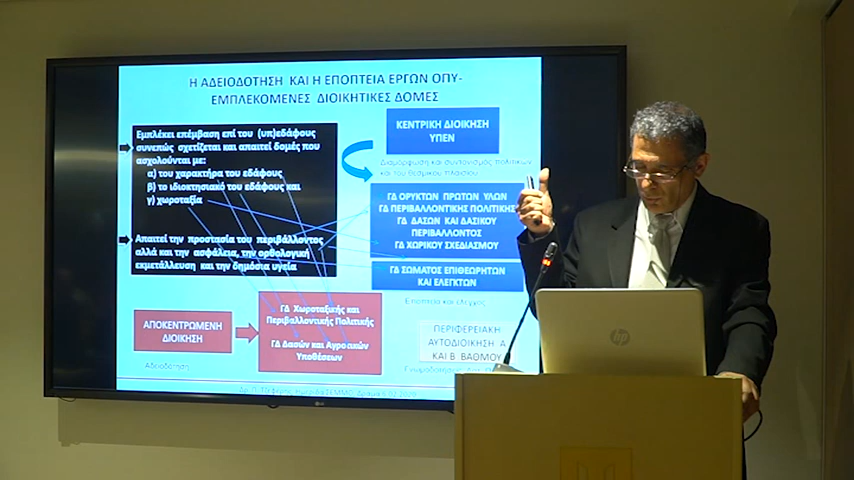 Η ΑΔΕΙΟΔΟΤΗΣΗ ΚΑΙ Η ΕΠΟΠΤΕΙΑ ΕΡΓΩΝ ΟΠΥ-
ΕΜΠΛΕΚΟΜΕΝΕΣ ΔΙΟΙΚΗΤΙΚΕΣ ΔΟΜΕΣ
Εμπλέκει επέμβαση επί του (υπ)εδάφους
συνεπώς σχετίζεται και απαιτεί δομές που
ασχολούνται με:
α) του χαρακτήρα του εδάφους
β) το ιδιοκτησιακό του εδάφους και
γ) χωροταξία
Απαιτεί την προστασία του περιβάλλοντος
αλλά και την ασφάλεια, την ορθολογική
εκμετάλλευση και την δημόσια υγεία
ΚΕΝΤΡΙΚΗ ΔΙΟΙΚΗΣΗ
ΥΠΕΝ
Διαμόρφωση και συντονισμός πολιτικών
και του θεσμικού πλαισίου
ΓΔ ΟΡΥΚΤΩΝ ΠΡΩΤΩΝ ΥΛΩΝ
ΓΔ ΠΕΡΙΒΑΛΛΟΝΤΙΚΗΣ ΠΟΛΙΤΙΚΗΣ
ΓΔ ΔΑΣΩΝ ΚΑΙ ΔΑΣΙΚΟΥ
ΠΕΡΙΒΑΛΛΟΝΤΟΣ
ΓΔ ΧΩΡΙΚΟΥ ΣΧΕΔΙΑΣΜΟΥ
ΓΔ ΣΩΜΑΤΟΣ ΕΠΙΘΕΩΡΗΤΩΝ
ΚΑΙ ΕΛΕΓΚΤΩΝ
Εποπτεία και έλεγχος
ΑΠΟΚΕΝΤΡΩΜΕΝΗ
ΔΙΟΙΚΗΣΗ
Αδειοδότηση
ΓΔ Χωροταξικής και
Περιβαλλοντικής Πολιτικής
ΓΔ Δασών και Αγροτικών
Υποθέσεων
ΠΕΡΙΦΕΡΕΙΑΚΗ
ΑΥΤΟΔΙΟΙΚΗΣΗ Α
ΚΑΙ Β ΒΑΘΜΟΥ
LG
hp